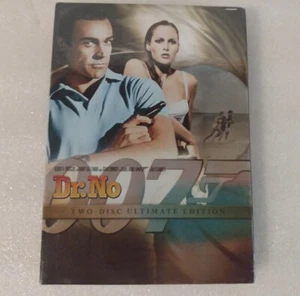 007
Dr.No
TWO-DISC ULTIMATE EDITION